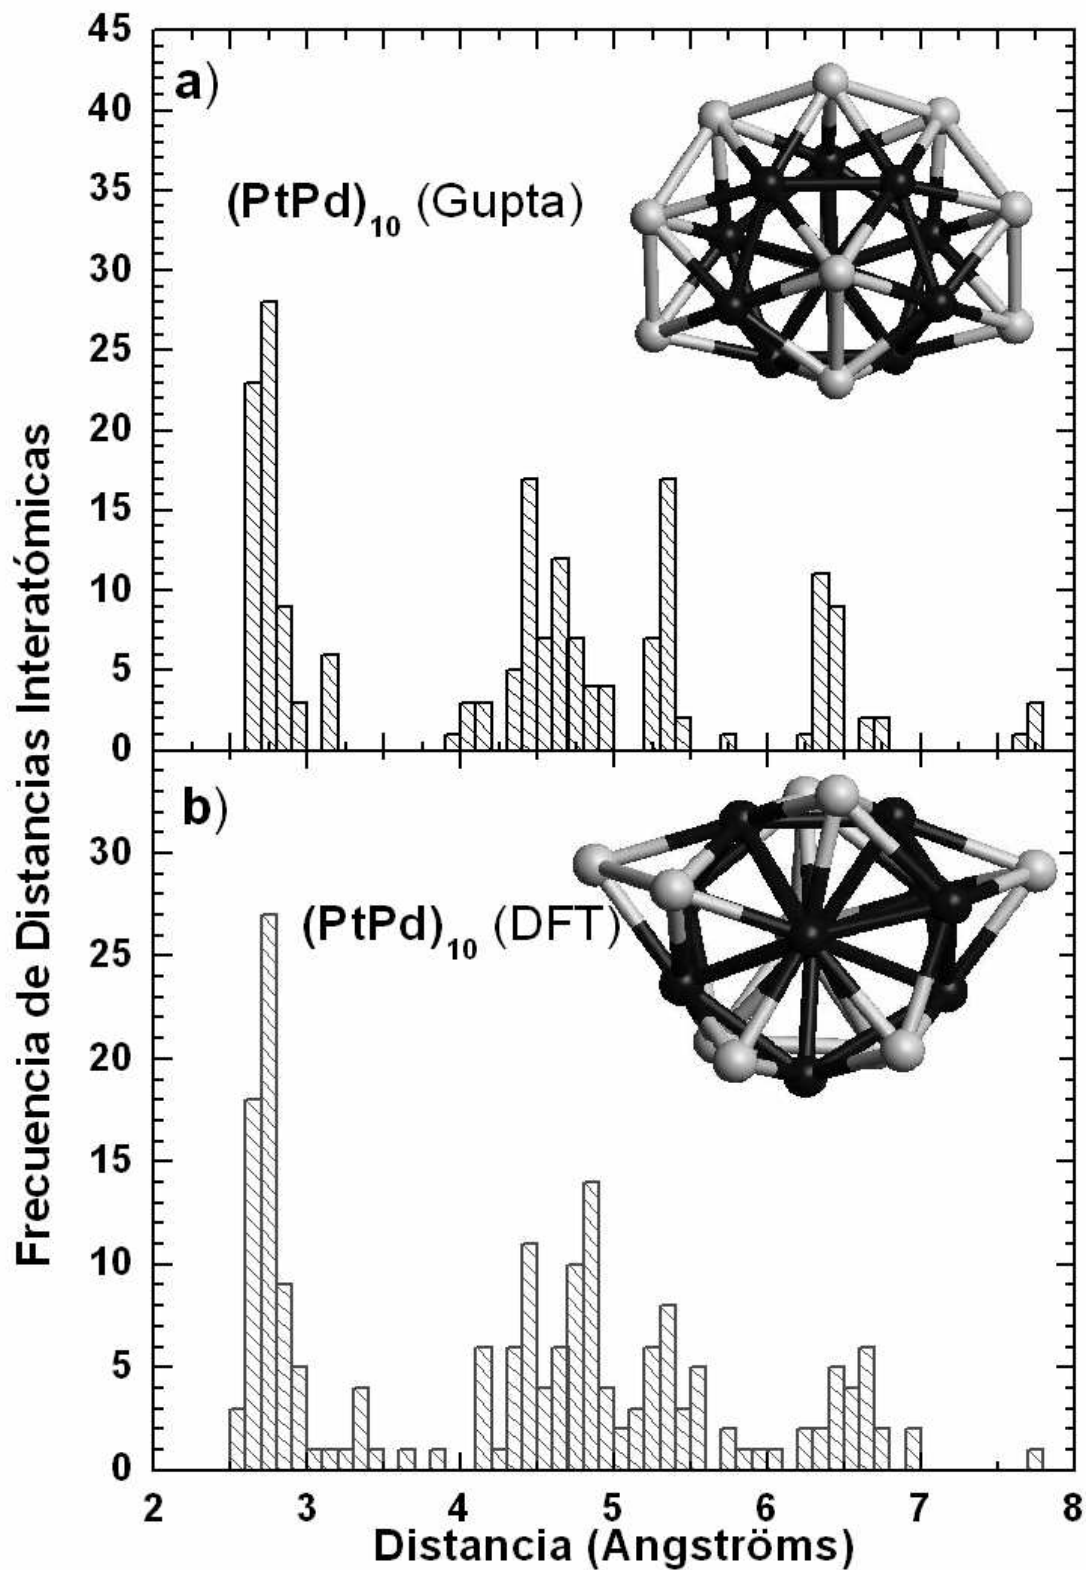 a)
(PtPd)10 (Gupta)
45
40
35
30
25
20
15
10
5
0
b)
(PtPd)10 (DFT)
30
25
20
15
10
5
0
2 3 4 5 6 7 8
Distancia (Angströms)
Frecuencia de Distancias Interatómicas